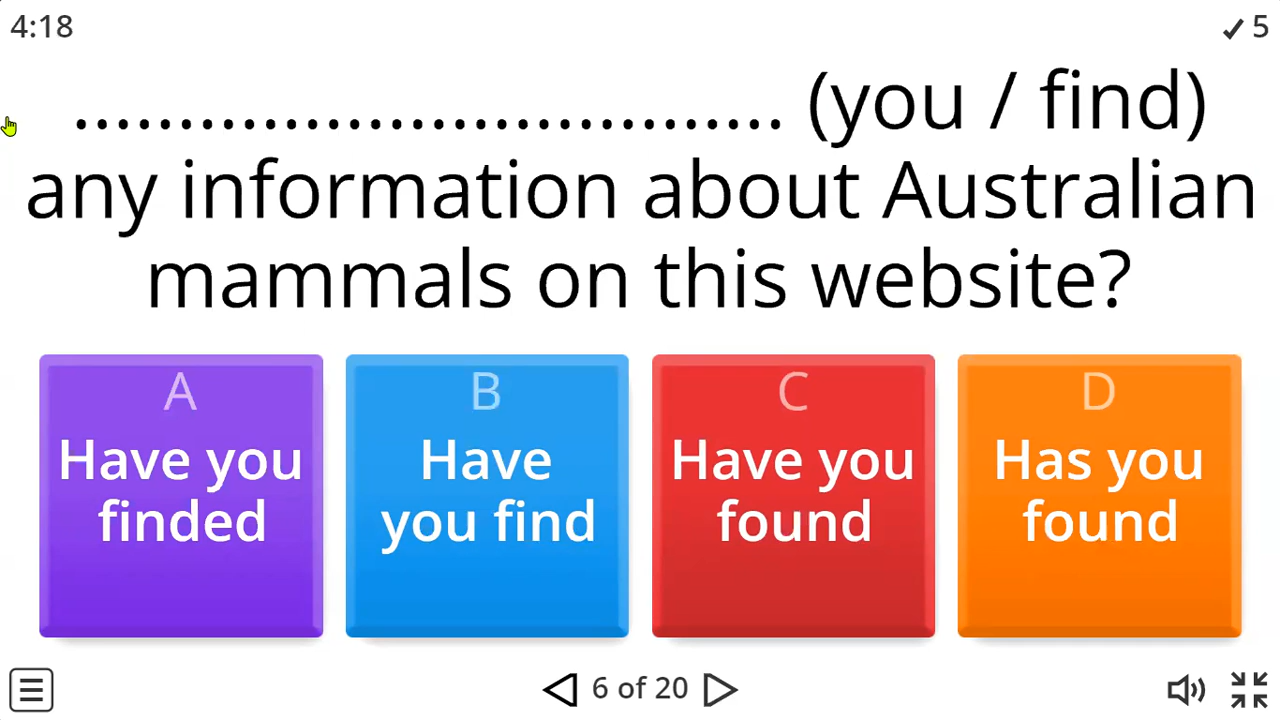 4:18
✓ 5
................................... (you / find)
any information about Australian
mammals on this website?
A
Have you
finded
B
Have
you find
C
Have you
found
D
Has you
found
6 of 20